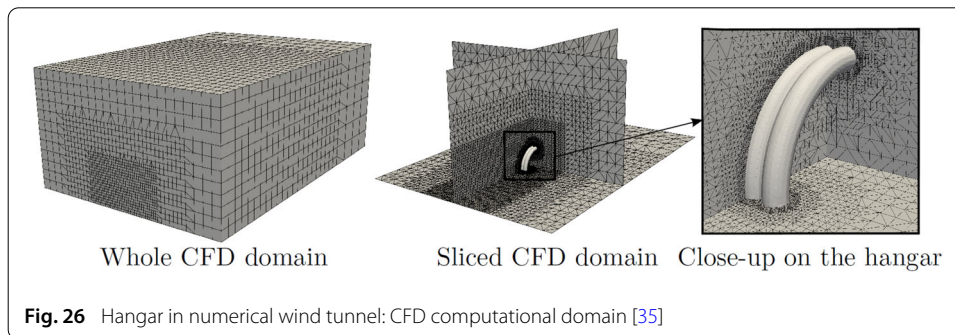 Whole CFD domain
Sliced CFD domain
Close-up on the hangar
Fig. 26 Hangar in numerical wind tunnel: CFD computational domain [35]